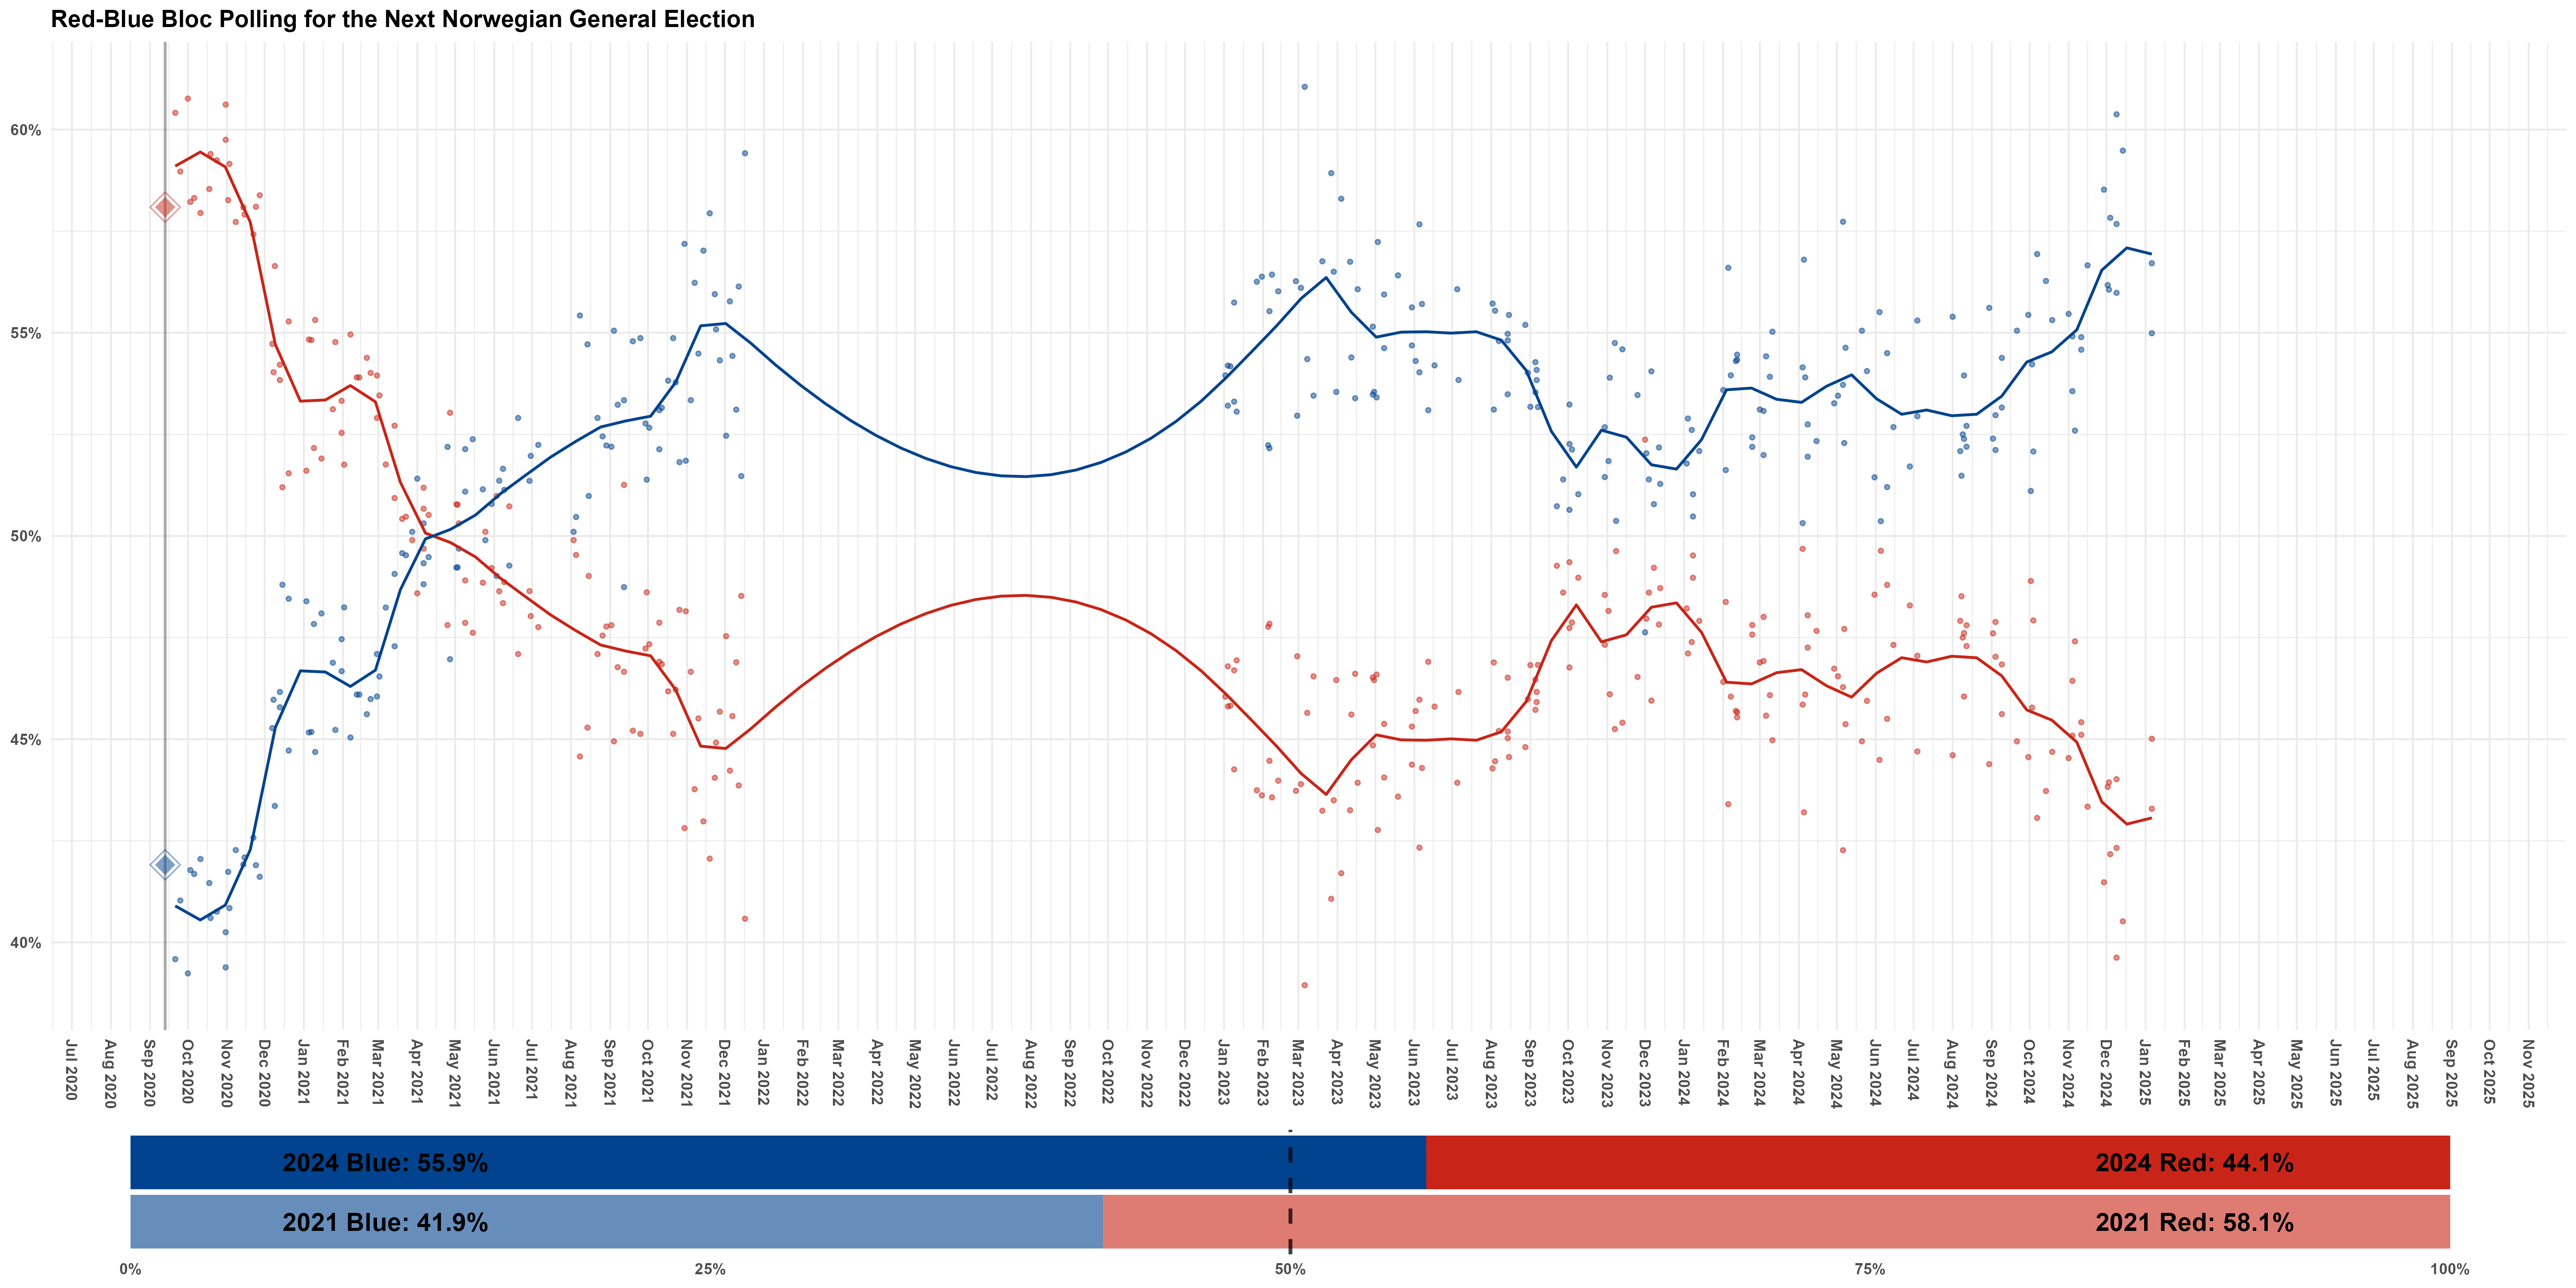 Red-Blue Bloc Polling for the Next Norwegian General Election
60%
55%
50%
45%
40%
Jul 2020
Aug 2020
Sep 2020
Oct 2020
Nov 2020
Dec 2020
Jan 2021
Feb 2021
Mar 2021
Apr 2021
May 2021
Jun 2021
Jul 2021
Aug 2021
Sep 2021
Oct 2021
Nov 2021
Dec 2021
Jan 2022
Feb 2022
Mar 2022
Apr 2022
May 2022
Jun 2022
Jul 2022
Aug 2022
Sep 2022
Oct 2022
Nov 2022
Dec 2022
Jan 2023
Feb 2023
Mar 2023
Apr 2023
May 2023
Jun 2023
Jul 2023
Aug 2023
Sep 2023
Oct 2023
Nov 2023
Dec 2023
Jan 2024
Feb 2024
Mar 2024
Apr 2024
May 2024
Jun 2024
Jul 2024
Aug 2024
Sep 2024
Oct 2024
Nov 2024
Dec 2024
Jan 2025
Feb 2025
Mar 2025
Apr 2025
May 2025
Jun 2025
Jul 2025
Aug 2025
Sep 2025
Oct 2025
Nov 2025
2024 Blue: 55.9%
2024 Red: 44.1%
2021 Blue: 41.9%
2021 Red: 58.1%
0%
25%
50%
75%
100%